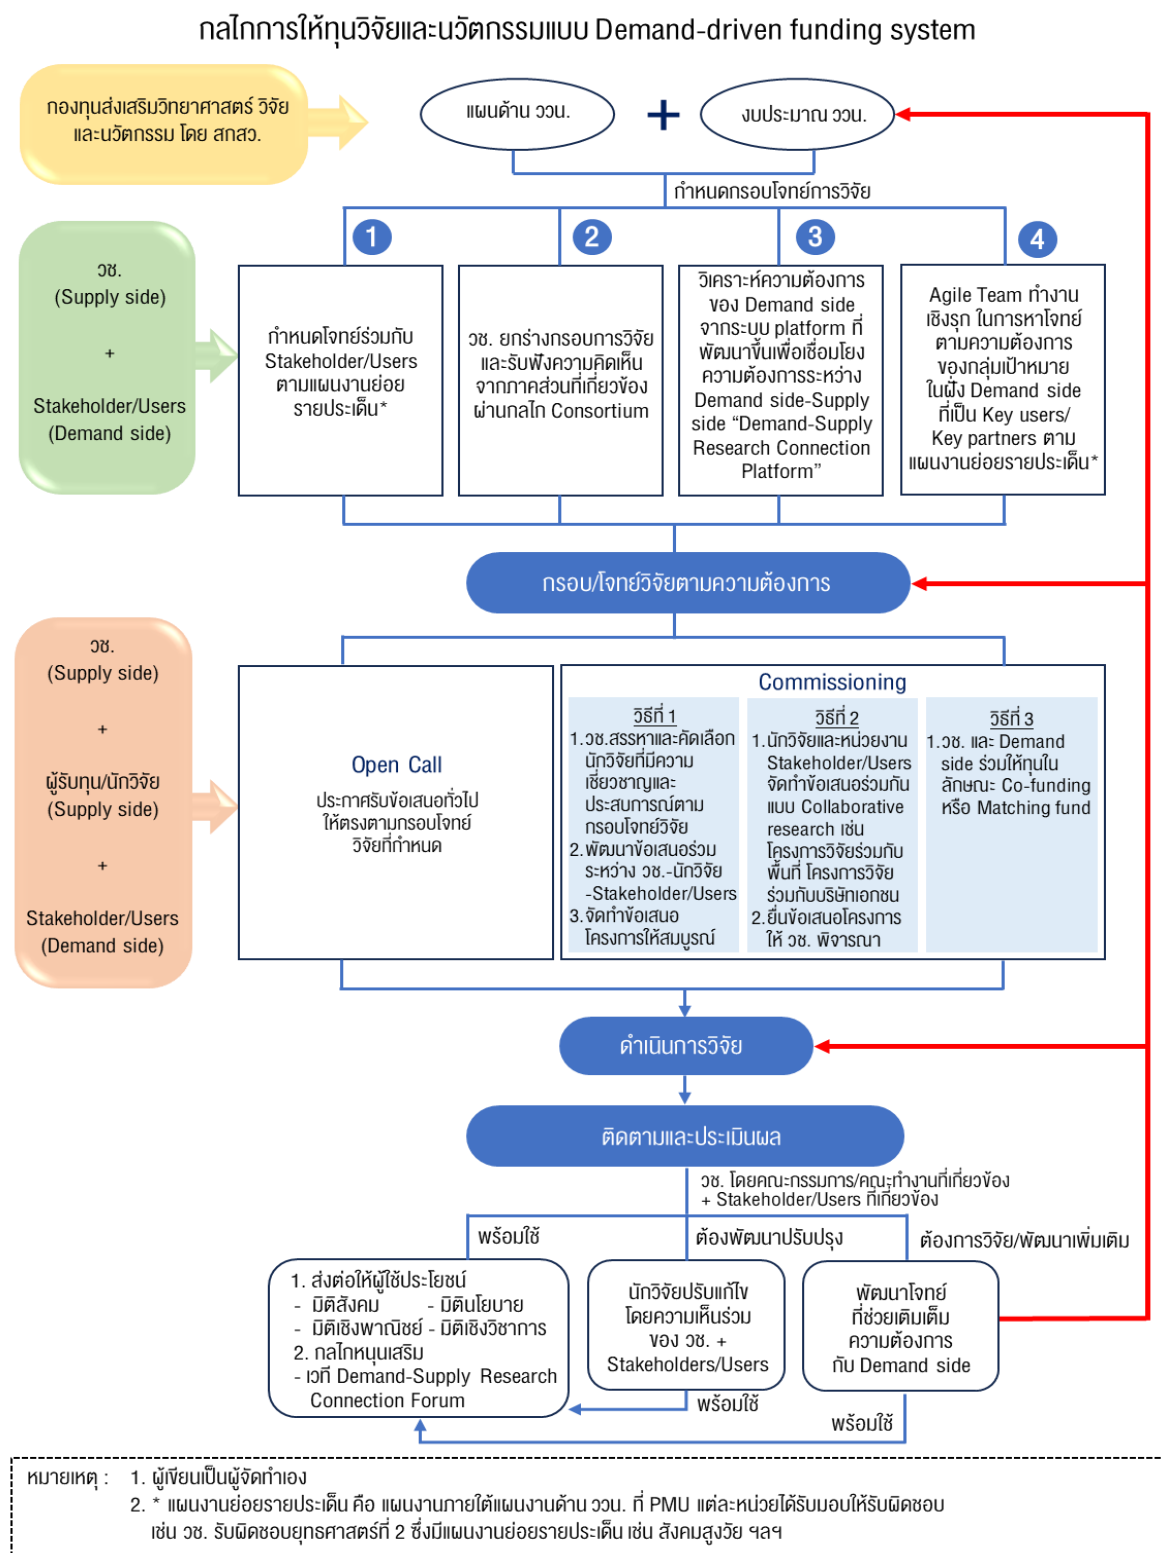 กลไกการให้ทุนวิจัยและนวัตกรรมแบบ Demand-driven funding system
กองทุนส่งเสริมวิทยาศาสตร์ วิจัย
และนวัตกรรม โดย สกสว.
แผนด้าน ววน.
+
งบประมาณ ววน.
กำหนดกรอบโจทย์การวิจัย
วช.
(Supply side)
+
Stakeholder/Users
(Demand side)
1
กำหนดโจทย์ร่วมกับ
Stakeholder/Users
ตามแผนงานย่อย
รายประเด็น*
2
วช. ยกร่างกรอบการวิจัย
และรับฟังความคิดเห็น
จากภาคส่วนที่เกี่ยวข้อง
ผ่านกลไก Consortium
3
วิเคราะห์ความต้องการ
ของ Demand side
จากระบบ platform ที่
พัฒนาขึ้นเพื่อเชื่อมโยง
ความต้องการระหว่าง
Demand side-Supply
side “Demand-Supply
Research Connection
Platform”
4
Agile Team ทำงาน
เชิงรุก ในการหาโจทย์
ตามความต้องการ
ของกลุ่มเป้าหมาย
ในฝั่ง Demand side
ที่เป็น Key users/
Key partners ตาม
แผนงานย่อยรายประเด็น*
กรอบ/โจทย์วิจัยตามความต้องการ
วช.
(Supply side)
+
ผู้รับทุน/นักวิจัย
(Supply side)
+
Stakeholder/Users
(Demand side)
Open Call
ประกาศรับข้อเสนอทั่วไป
ให้ตรงตามกรอบโจทย์
วิจัยที่กำหนด
Commissioning
วิธีที่ 1
1.วช.สรรหาและคัดเลือก
นักวิจัยที่มีความ
เชี่ยวชาญและ
ประสบการณ์ตาม
กรอบโจทย์วิจัย
2.พัฒนาข้อเสนอร่วม
ระหว่าง วช.-นักวิจัย
-Stakeholder/Users
3.จัดทำข้อเสนอ
โครงการให้สมบูรณ์
วิธีที่ 2
1.นักวิจัยและหน่วยงาน
Stakeholder/Users
จัดทำข้อเสนอร่วมกัน
แบบ Collaborative
research เช่น
โครงการวิจัยร่วมกับ
พื้นที่ โครงการวิจัย
ร่วมกับบริษัทเอกชน
2.ยื่นข้อเสนอโครงการ
ให้ วช. พิจารณา
วิธีที่ 3
1.วช. และ Demand
side ร่วมให้ทุนใน
ลักษณะ Co-funding
หรือ Matching fund
ดำเนินการวิจัย
ติดตามและประเมินผล
วช. โดยคณะกรรมการ/คณะทำงานที่เกี่ยวข้อง
+ Stakeholder/Users ที่เกี่ยวข้อง
พร้อมใช้
ต้องพัฒนาปรับปรุง
ต้องการวิจัย/พัฒนาเพิ่มเติม
1. ส่งต่อให้ผู้ใช้ประโยชน์
- มิติสังคม - มิตินโยบาย
- มิติเชิงพาณิชย์ - มิติเชิงวิชาการ
2. กลไกหนุนเสริม
- เวที Demand-Supply Research
Connection Forum
นักวิจัยปรับแก้ไข
โดยความเห็นร่วม
ของ วช. +
Stakeholders/Users
พัฒนาโจทย์
ที่ช่วยเติมเต็ม
ความต้องการ
กับ Demand side
พร้อมใช้
พร้อมใช้
หมายเหตุ : 1. ผู้เขียนเป็นผู้จัดทำเอง
2. * แผนงานย่อยรายประเด็น คือ แผนงานภายใต้แผนงานด้าน ววน. ที่ PMU แต่ละหน่วยได้รับมอบให้รับผิดชอบ
เช่น วช. รับผิดชอบยุทธศาสตร์ที่ 2 ซึ่งมีแผนงานย่อยรายประเด็น เช่น สังคมสูงวัย ฯลฯ